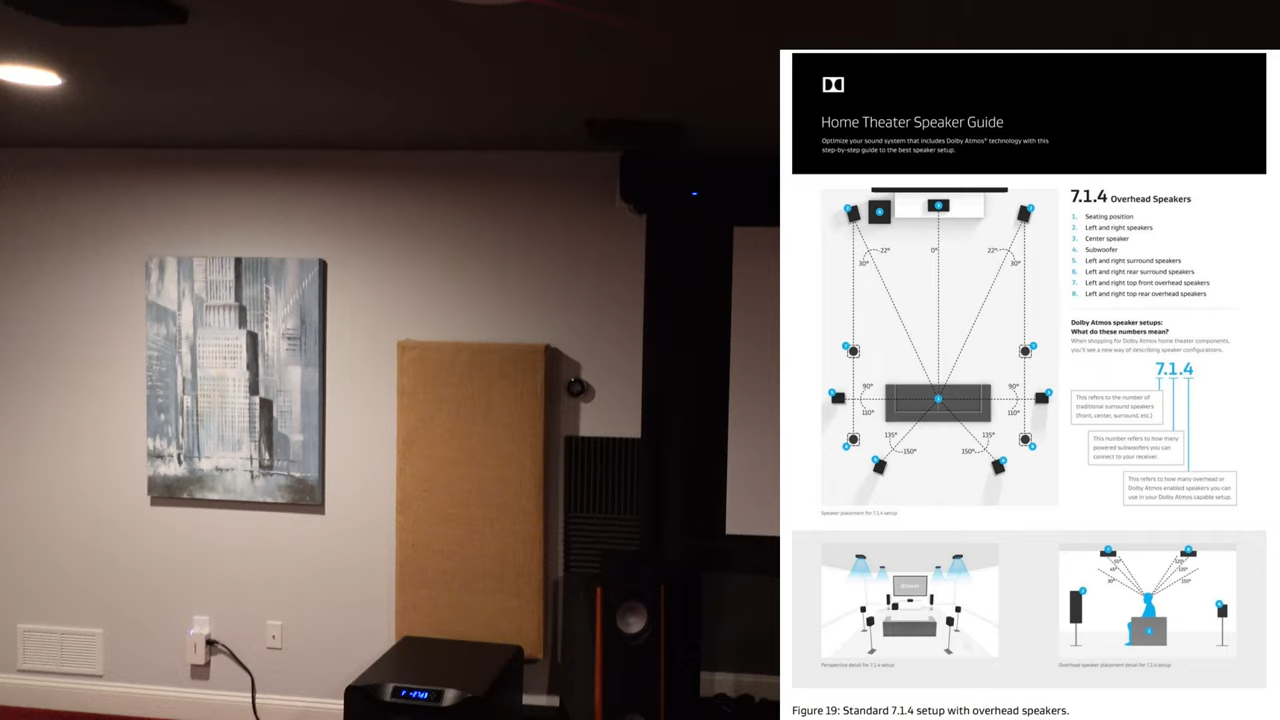 Home Theater Speaker Guide
Optimize your sound system that includes Dolby Atmos® technology with this
step-by-step guide to the best speaker setup.
7.1.4 Overhead Speakers
1. Seating position
2. Left and right speakers
3. Center speaker
4. Subwoofer
5. Left and right surround speakers
6. Left and right rear surround speakers
7. Left and right top front overhead speakers
8. Left and right top rear overhead speakers
22°
0°
22°
30°
30°
90°
90°
110°
110°
135°
135°
150°
150°
Speaker placement for 7.1.4 setup
Dolby Atmos speaker setups:
What do these numbers mean?
When shopping for Dolby Atmos home theater components,
you'll see a new way of describing speaker configurations.
7.1.4
This refers to the number of
traditional surround speakers
(front, center, surround, etc.)
This number refers to how many
powered subwoofers you can
connect to your receiver.
This refers to how many overhead or
Dolby Atmos enabled speakers you can
use in your Dolby Atmos capable setup.
Perspective detail for 7.1.4 setup
55°
45°
30°
125°
135°
150°
Overhead speaker placement detail for 7.1.4 setup
Figure 19: Standard 7.1.4 setup with overhead speakers.